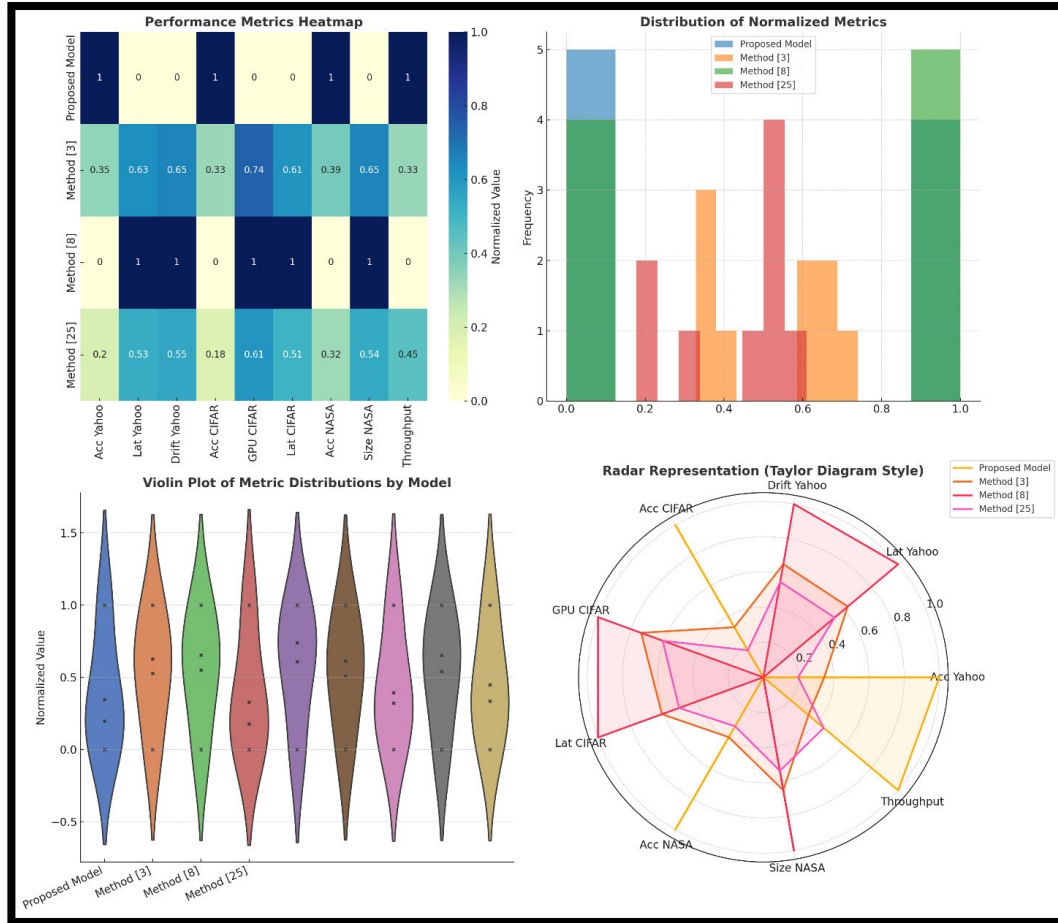 Performance Metrics Heatmap
Proposed Model
1 0 0 1 0 0 1 0 1
Method [3]
0.35 0.63 0.65 0.33 0.74 0.61 0.39 0.65 0.33
Method [8]
0 1 1 0 1 1 0 1 0
Method [25]
0.2 0.53 0.55 0.18 0.61 0.51 0.32 0.54 0.45
Acc Yahoo
Lat Yahoo
Drift Yahoo
Acc CIFAR
GPU CIFAR
Lat CIFAR
Acc NASA
Size NASA
Throughput
1.0
0.8
0.6
0.4
0.2
0.0
Normalized Value
Distribution of Normalized Metrics
Proposed Model
Method [3]
Method [8]
Method [25]
Frequency
5
4
3
2
1
0
0.0 0.2 0.4 0.6 0.8 1.0
Violin Plot of Metric Distributions by Model
Normalized Value
1.5
1.0
0.5
0.0
−0.5
Proposed Model
Method [3]
Method [8]
Method [25]
Radar Representation (Taylor Diagram Style)
Proposed Model
Method [3]
Method [8]
Method [25]
Drift Yahoo
Acc CIFAR
Lat Yahoo
GPU CIFAR
1.0
0.8
0.6
0.4
0.2
Acc Yahoo
Lat CIFAR
Throughput
Acc NASA
Size NASA